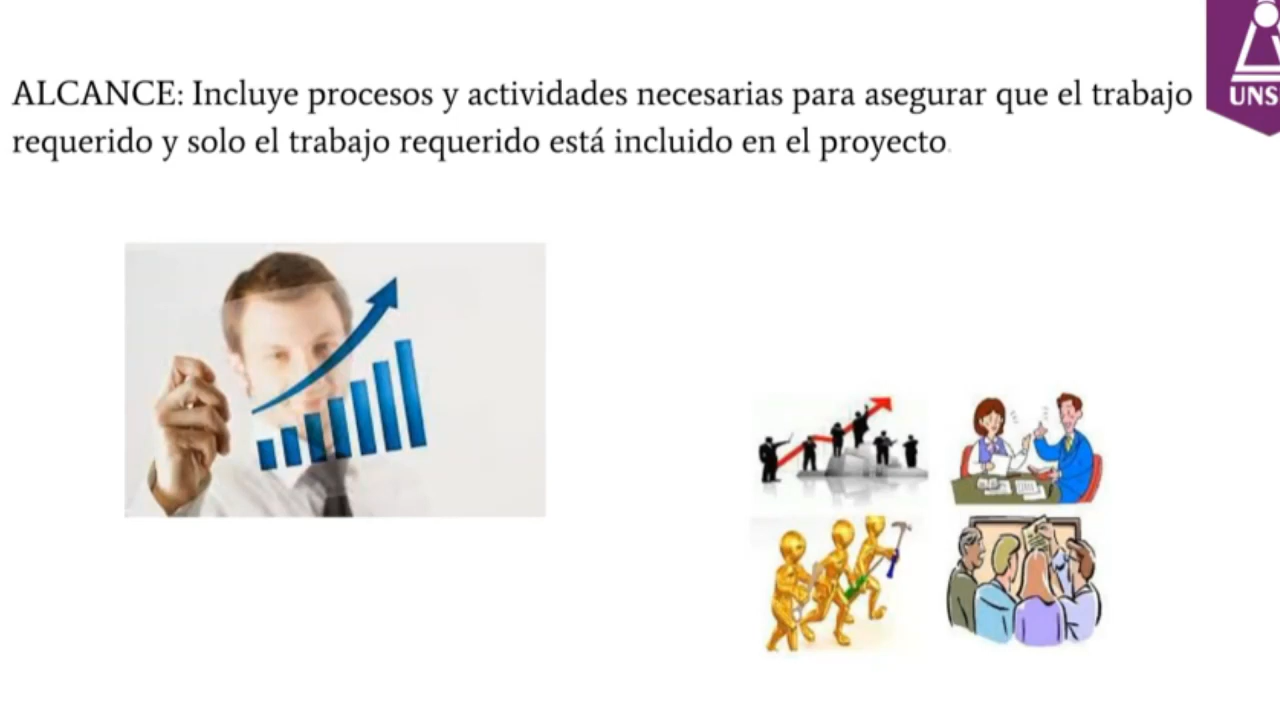 ALCANCE: Incluye procesos y actividades necesarias para asegurar que el trabajo
requerido y solo el trabajo requerido está incluido en el proyecto.
UNS